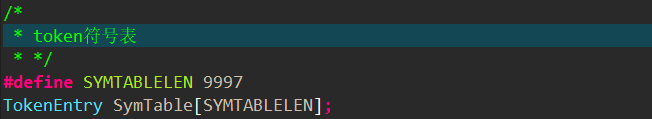 /*
 * token符号表
 * */
#define SYMTABLELEN 9997
TokenEntry SymTable[SYMTABLELEN];